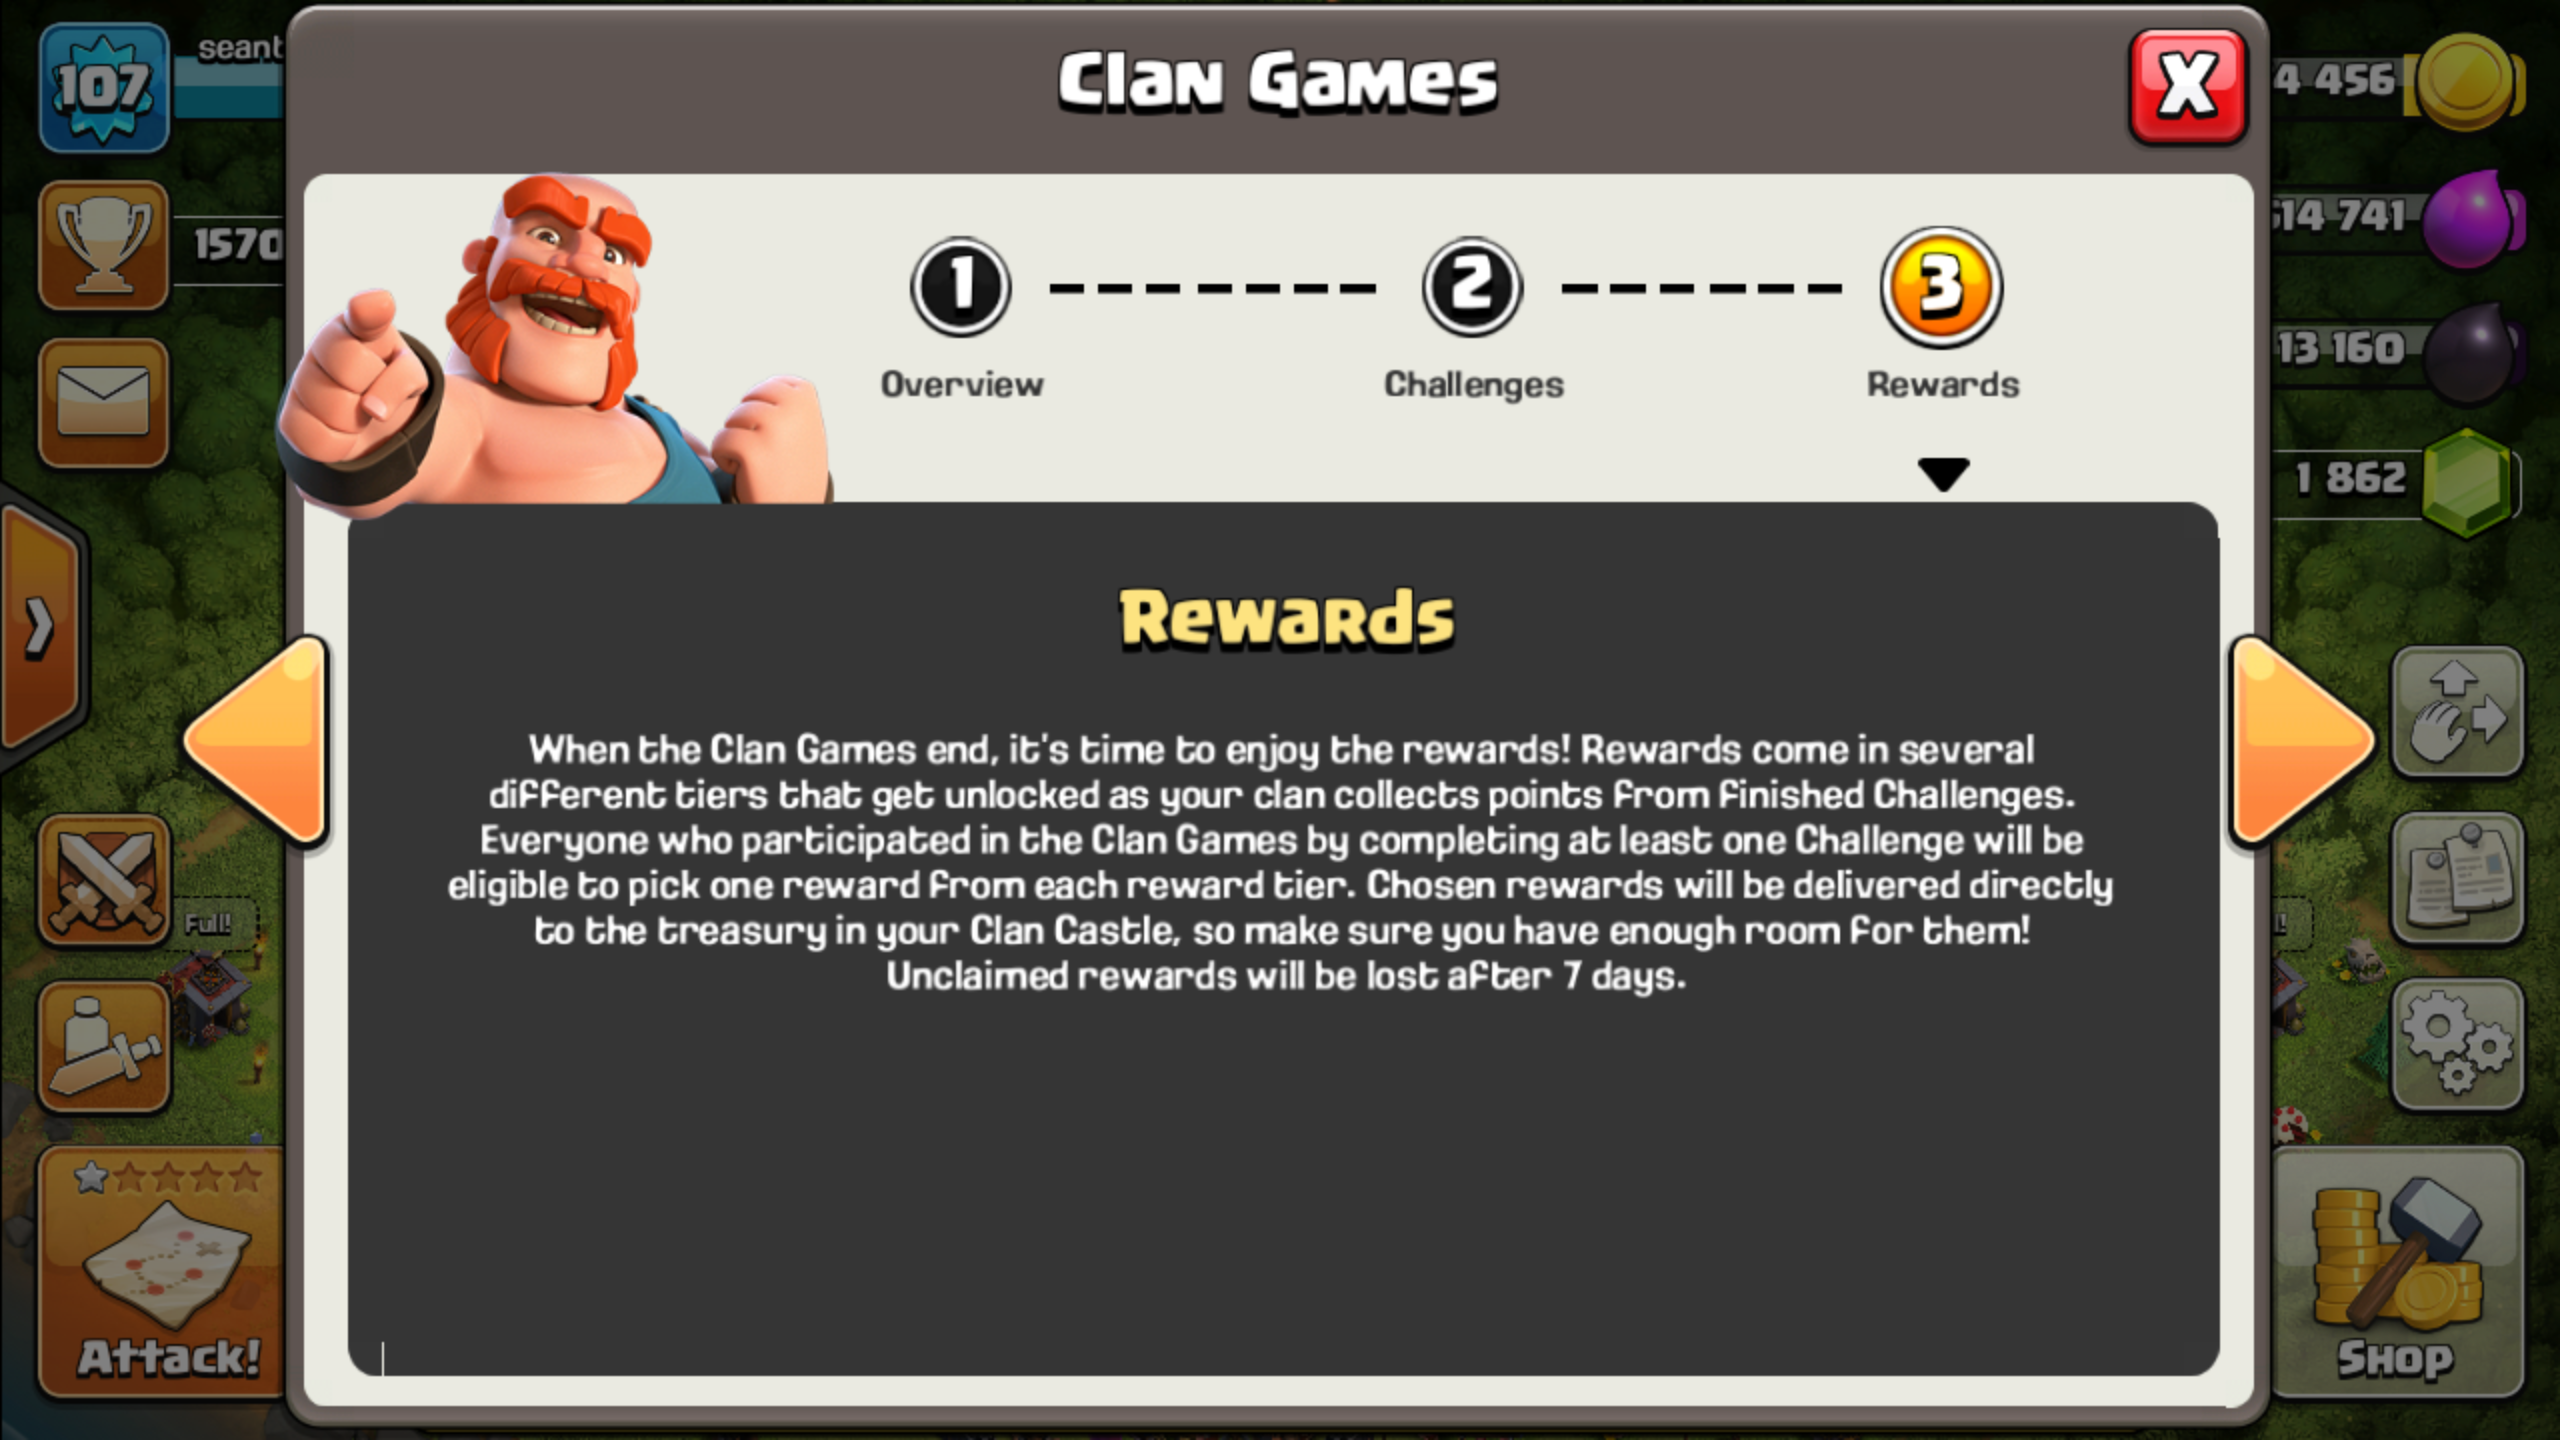 Clan Games
107
seant
4 456
1570
14 741
13 160
1 862
1
2
3
Overview
Challenges
Rewards
Rewards
When the Clan Games end, it's time to enjoy the rewards! Rewards come in several
different tiers that get unlocked as your clan collects points from finished Challenges.
Everyone who participated in the Clan Games by completing at least one Challenge will be
eligible to pick one reward from each reward tier. Chosen rewards will be delivered directly
to the treasury in your Clan Castle, so make sure you have enough room for them!
Unclaimed rewards will be lost after 7 days.
Full!
Attack!
Shop